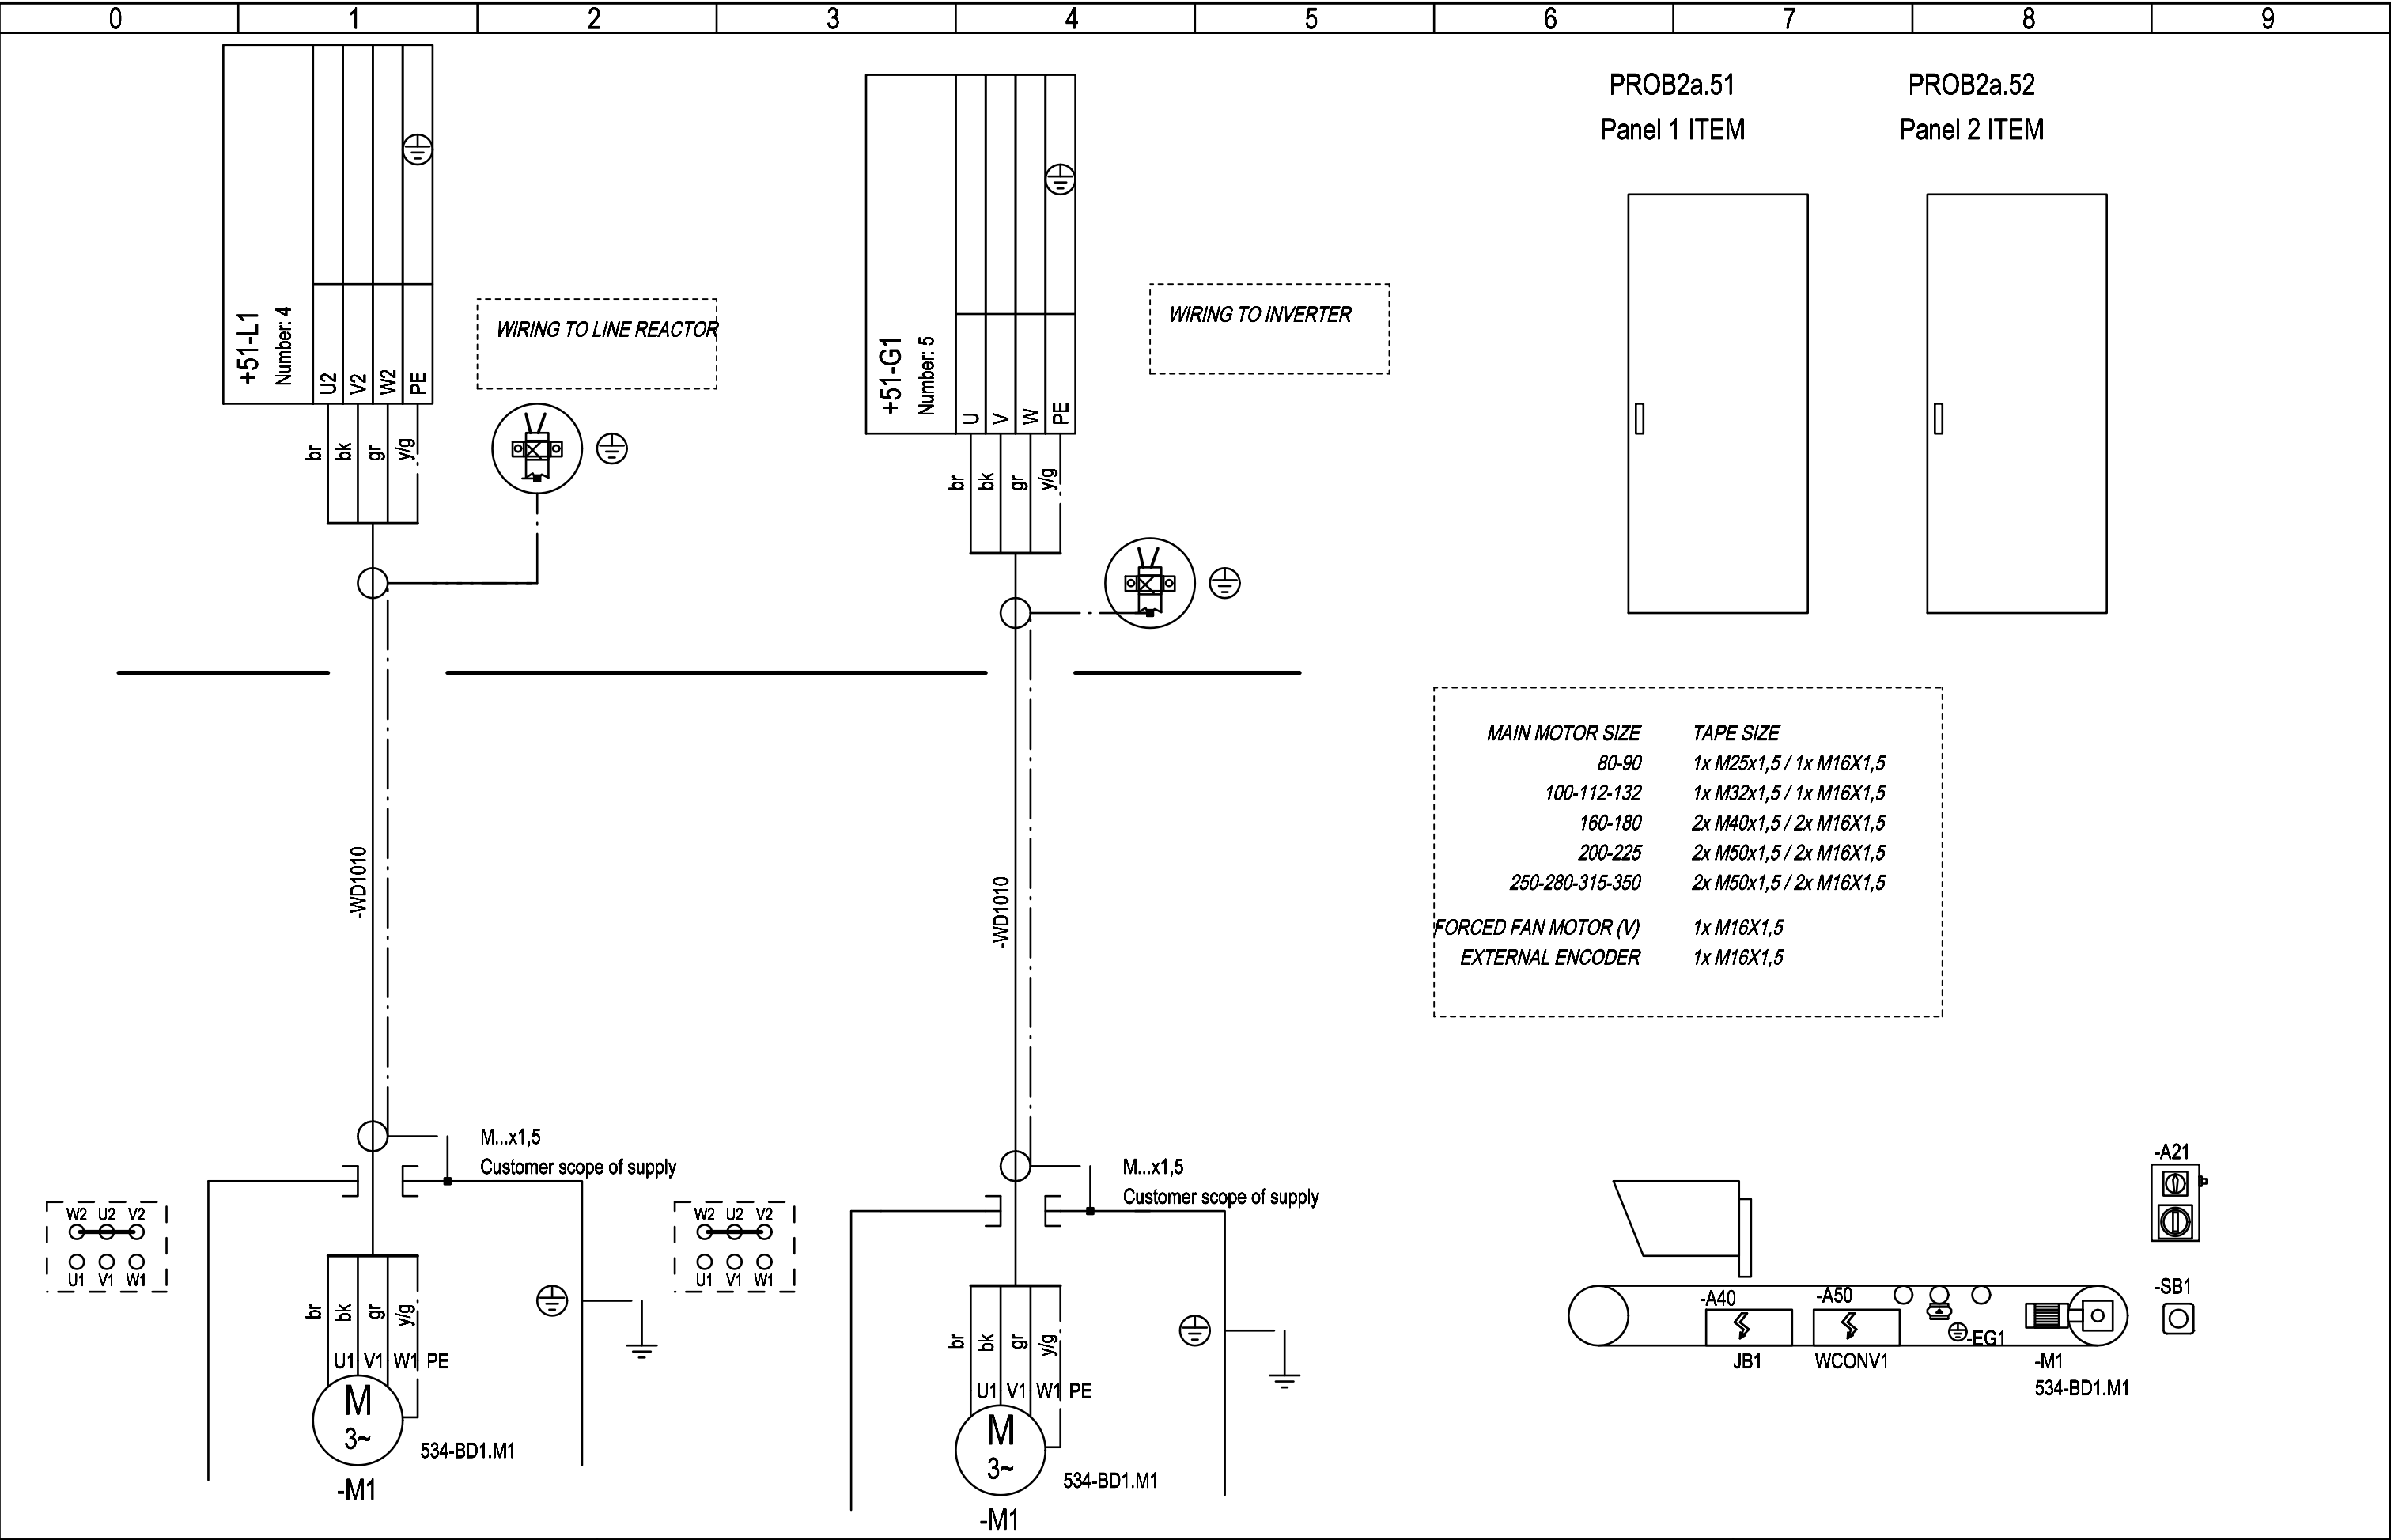 0 1 2 3 4 5 6 7 8 9
PROB2a.51
Panel 1 ITEM
PROB2a.52
Panel 2 ITEM
+51-L1
Number: 4
U2 V2 W2 PE
br bk gr y/g
WIRING TO LINE REACTOR
+51-G1
Number: 5
U V W PE
br bk gr y/g
WIRING TO INVERTER
MAIN MOTOR SIZE TAPE SIZE
80-90 1x M25x1,5 / 1x M16X1,5
100-112-132 1x M32x1,5 / 1x M16X1,5
160-180 2x M40x1,5 / 2x M16X1,5
200-225 2x M50x1,5 / 2x M16X1,5
250-280-315-350 2x M50x1,5 / 2x M16X1,5
FORCED FAN MOTOR (V) 1x M16X1,5
EXTERNAL ENCODER 1x M16X1,5
-WD1010
-WD1010
M...x1,5
Customer scope of supply
W2 U2 V2
U1 V1 W1
br bk gr y/g
U1 V1 W1 PE
M
3~
534-BD1.M1
-M1
M...x1,5
Customer scope of supply
W2 U2 V2
U1 V1 W1
br bk gr y/g
U1 V1 W1 PE
M
3~
534-BD1.M1
-M1
-A21
-SB1
-A40
-A50
-EG1
JB1
WCONV1
-M1
534-BD1.M1